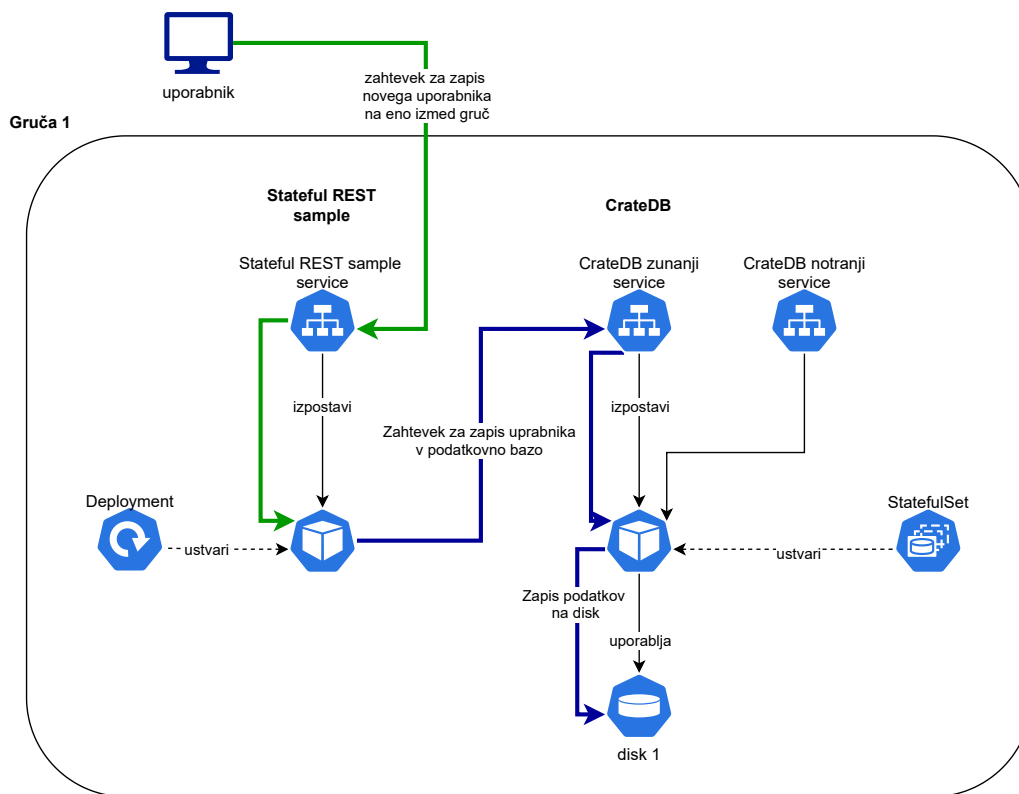 uporabnik
zahtevek za zapis
novega uporabnika
na eno izmed gruč
Gruča 1
Stateful REST
sample
CrateDB
Stateful REST sample
service
CrateDB zunanji
service
CrateDB notranji
service
izpostavi
izpostavi
Zahtevek za zapis uprabnika
v podatkovno bazo
Deployment
StatefulSet
ustvari
ustvari
Zapis podatkov
na disk
uporablja
disk 1